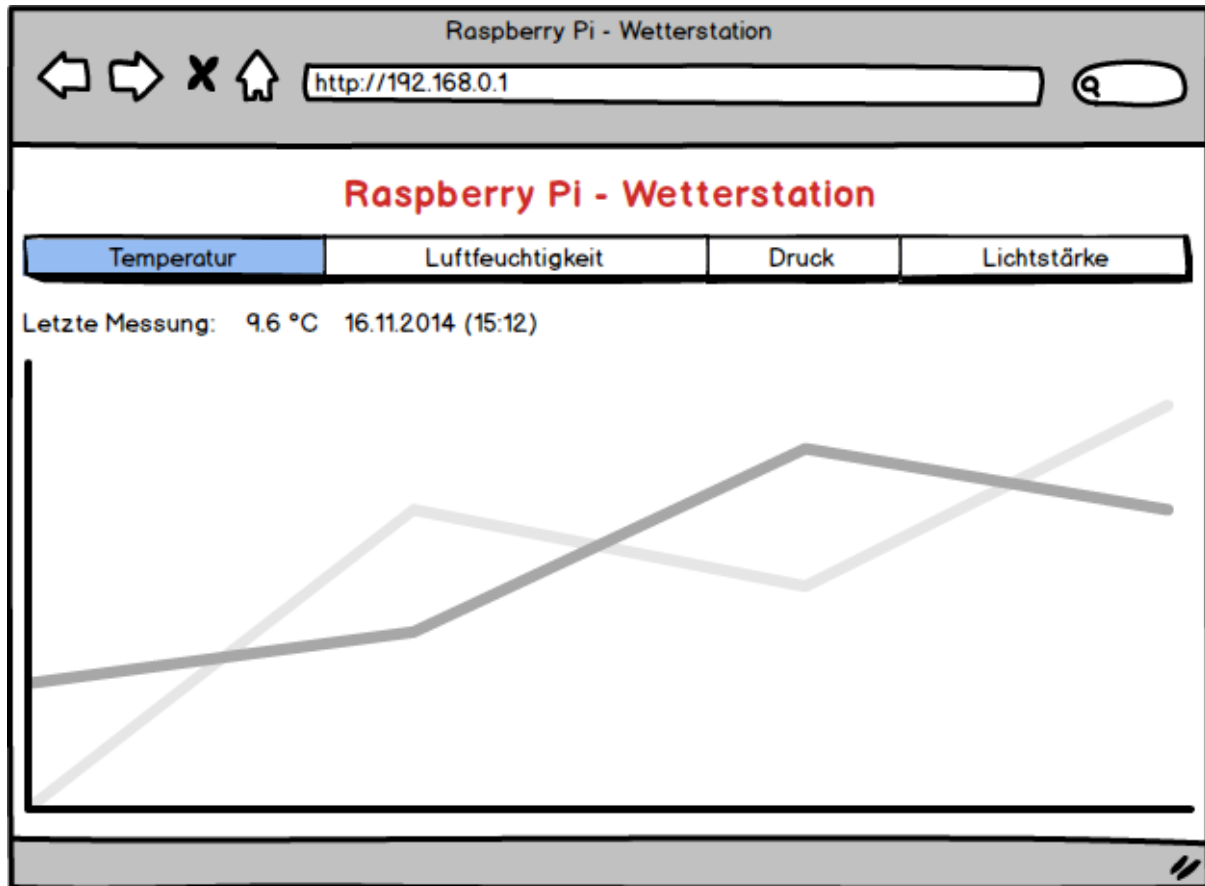 Raspberry Pi - Wetterstation
http://192.168.0.1
Raspberry Pi - Wetterstation
Temperatur Luftfeuchtigkeit Druck Lichtstärke
Letzte Messung: 9.6 °C 16.11.2014 (15:12)